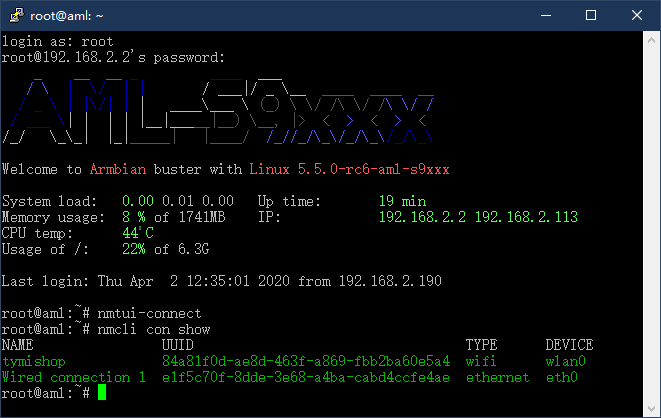 root@aml: ~
login as: root
root@192.168.2.2's password:
AML-S9xxx
Welcome to Armbian buster with Linux 5.5.0-rc6-aml-s9xxx
System load: 0.00 0.01 0.00 Up time: 19 min
Memory usage: 8 % of 1741MB IP: 192.168.2.2 192.168.2.113
CPU temp: 44°C
Usage of /: 22% of 6.3G
Last login: Thu Apr 2 12:35:01 2020 from 192.168.2.190
root@aml:~# nmtui-connect
root@aml:~# nmcli con show
NAME UUID TYPE DEVICE
tymishop 84a81f0d-ae8d-463f-a869-fbb2ba60e5a4 wifi wlan0
Wired connection 1 e1f5c70f-8dde-3e68-a4ba-cabd4ccfe4ae ethernet eth0
root@aml:~#